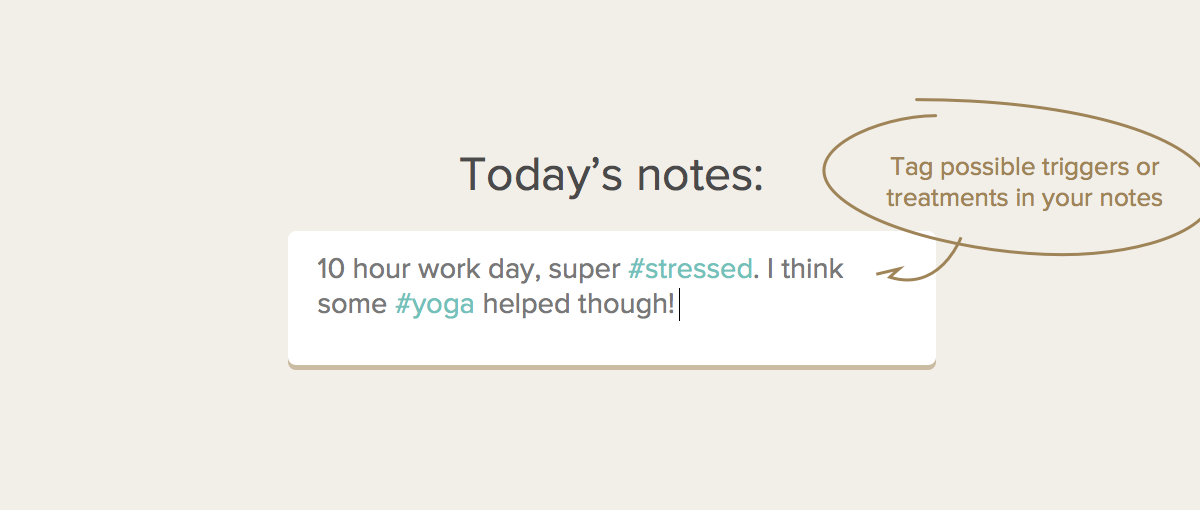 Today’s notes:
Tag possible triggers or
treatments in your notes
10 hour work day, super #stressed. I think
some #yoga helped though!